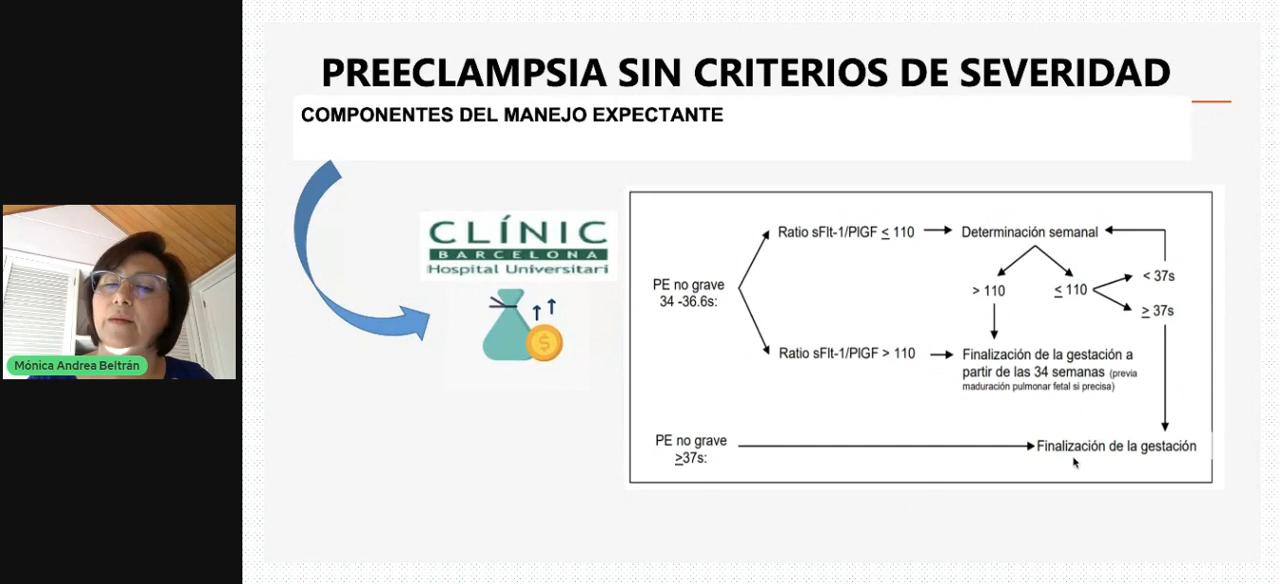 PREECLAMPSIA SIN CRITERIOS DE SEVERIDAD
COMPONENTES DEL MANEJO EXPECTANTE
CLÍNIC
BARCELONA
Hospital Universitari
$
PE no grave
34 -36.6s:
Ratio sFlt-1/PlGF ≤ 110
Determinación semanal
> 110
≤ 110
< 37s
≥ 37s
Ratio sFlt-1/PlGF > 110
Finalización de la gestación a
partir de las 34 semanas (previa
maduración pulmonar fetal si precisa)
PE no grave
≥37s:
Finalización de la gestación
Mónica Andrea Beltrán